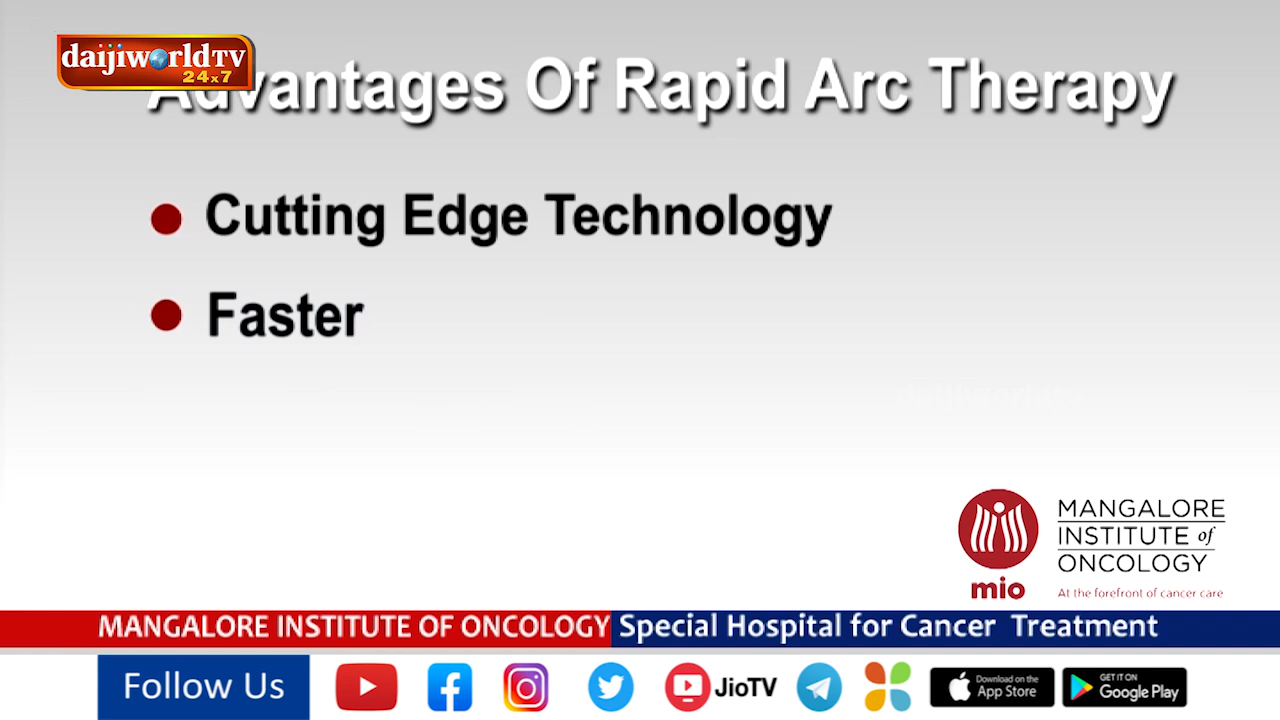 daijiworldTV
24x7
Advantages Of Rapid Arc Therapy
Cutting Edge Technology
Faster
MANGALORE
INSTITUTE of
ONCOLOGY
mio
At the forefront of cancer care
MANGALORE INSTITUTE OF ONCOLOGY Special Hospital for Cancer Treatment
Follow Us
JioTV
Download on the
App Store
GET IT ON
Google Play